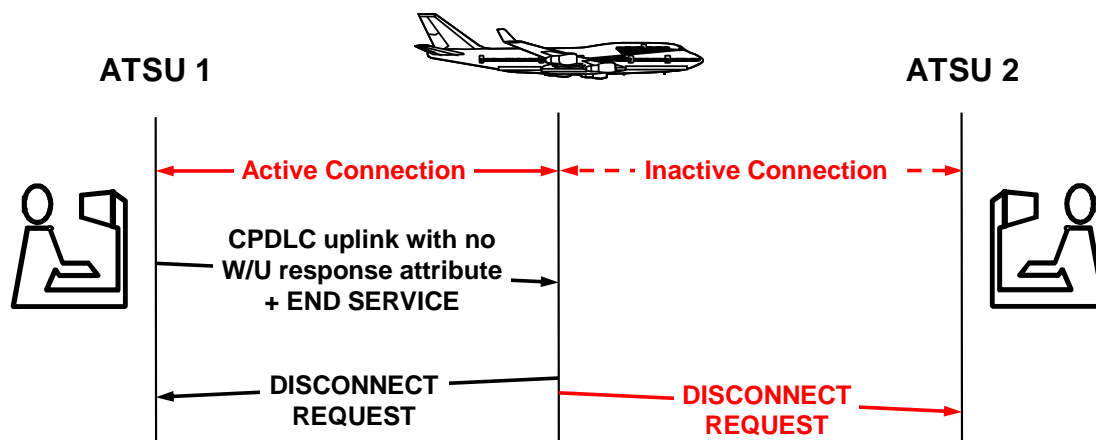 ATSU 1
ATSU 2
Active Connection
Inactive Connection
CPDLC uplink with no
W/U response attribute
+ END SERVICE
DISCONNECT
REQUEST
DISCONNECT
REQUEST